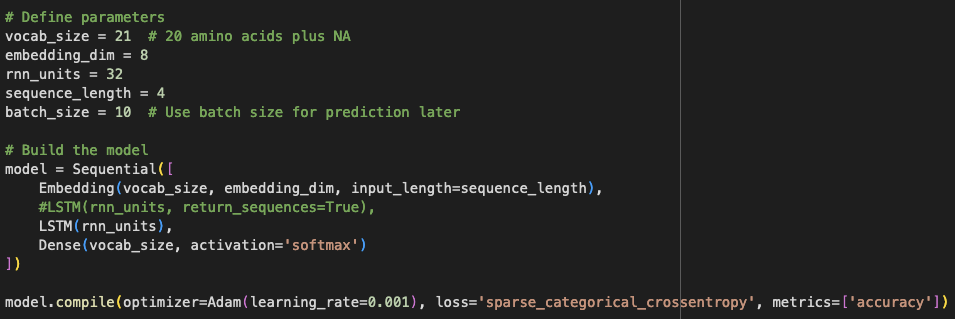 # Define parameters
vocab_size = 21  # 20 amino acids plus NA
embedding_dim = 8
rnn_units = 32
sequence_length = 4
batch_size = 10  # Use batch size for prediction later

# Build the model
model = Sequential([
    Embedding(vocab_size, embedding_dim, input_length=sequence_length),
    #LSTM(rnn_units, return_sequences=True),
    LSTM(rnn_units),
    Dense(vocab_size, activation='softmax')
])

model.compile(optimizer=Adam(learning_rate=0.001), loss='sparse_categorical_crossentropy', metrics=['accuracy'])